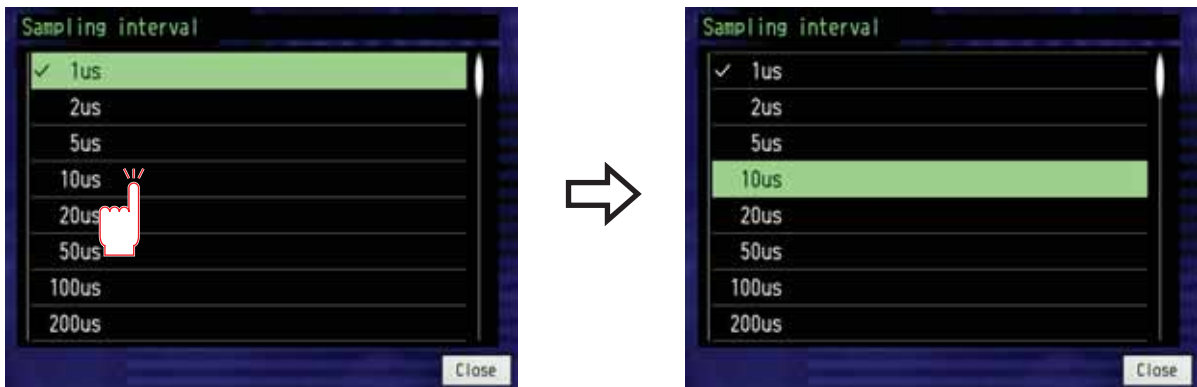 Sampling interval
✓ 1us
2us
5us
10us
20us
50us
100us
200us
Close
Sampling interval
✓ 1us
2us
5us
10us
20us
50us
100us
200us
Close